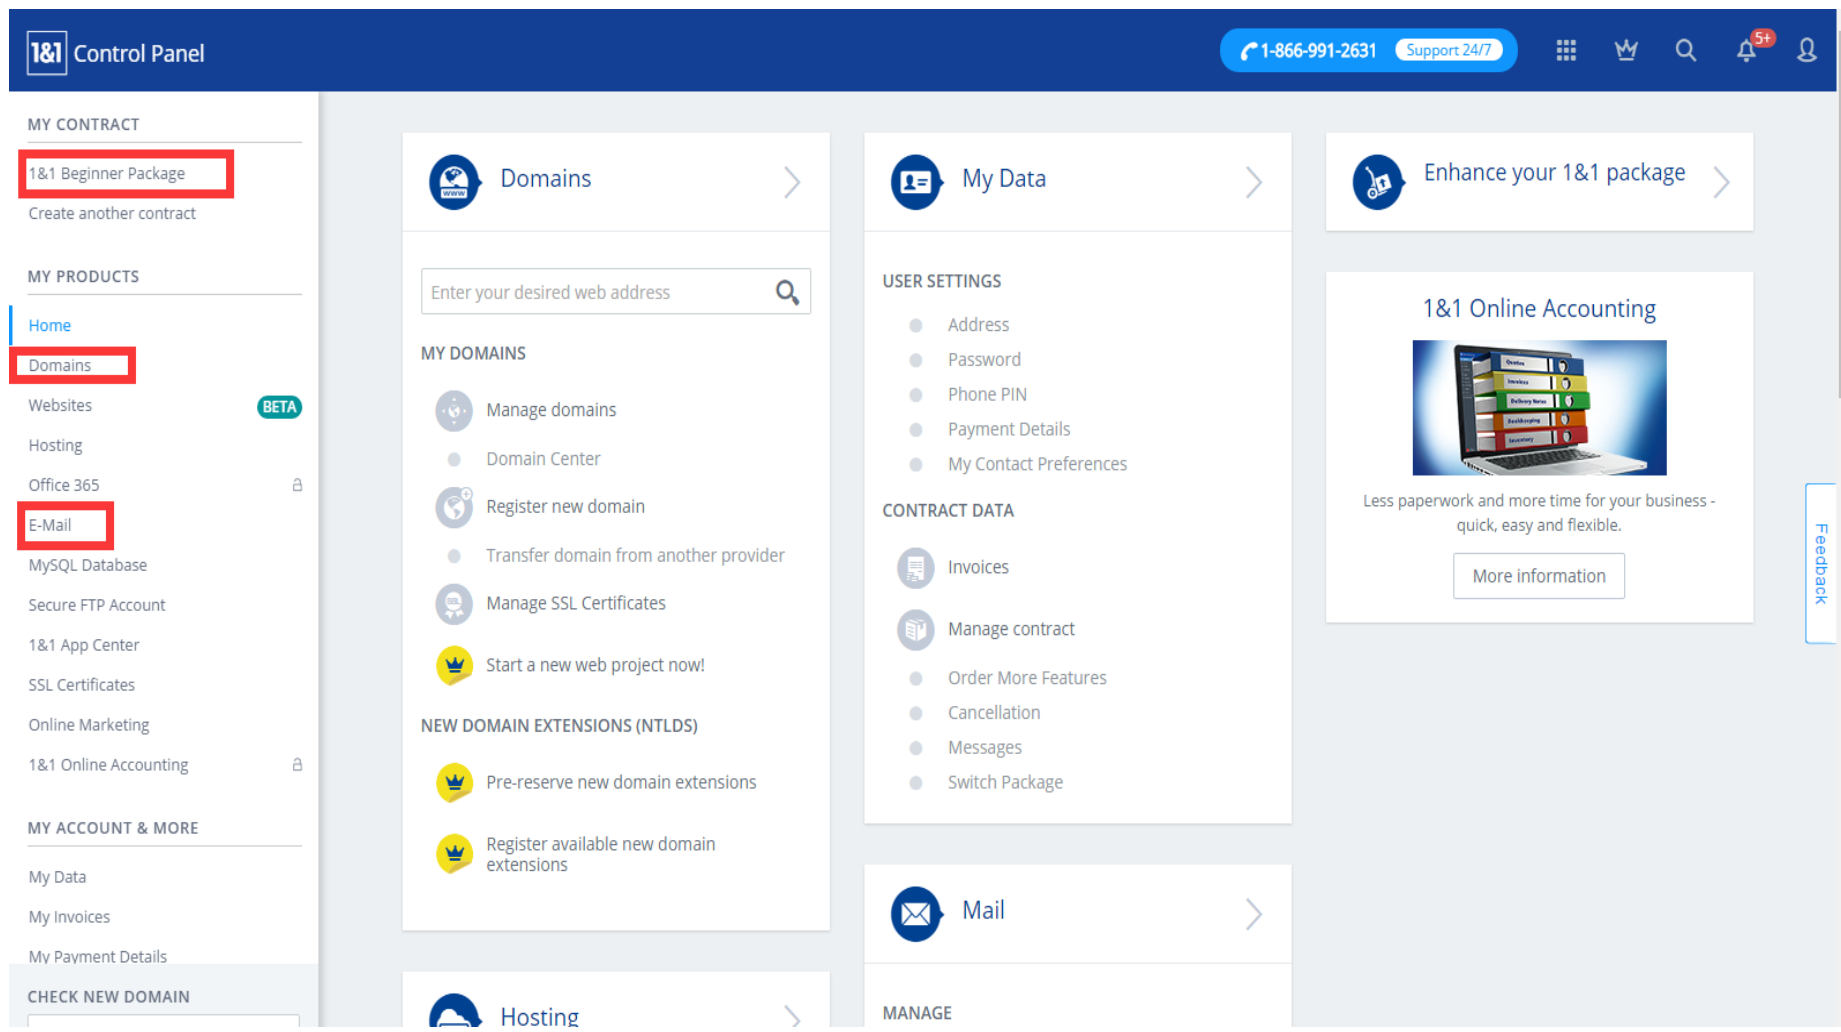 1&1 Control Panel
1-866-991-2631 Support 24/7
5+
MY CONTRACT
1&1 Beginner Package
Create another contract
MY PRODUCTS
Home
Domains
Websites BETA
Hosting
Office 365
E-Mail
MySQL Database
Secure FTP Account
1&1 App Center
SSL Certificates
Online Marketing
1&1 Online Accounting
MY ACCOUNT & MORE
My Data
My Invoices
My Payment Details
CHECK NEW DOMAIN
www
Domains
Enter your desired web address
MY DOMAINS
Manage domains
Domain Center
Register new domain
Transfer domain from another provider
SSL
Manage SSL Certificates
Start a new web project now!
NEW DOMAIN EXTENSIONS (NTLDS)
Pre-reserve new domain extensions
Register available new domain
extensions
Hosting
My Data
USER SETTINGS
Address
Password
Phone PIN
Payment Details
My Contact Preferences
CONTRACT DATA
Invoices
Manage contract
Order More Features
Cancellation
Messages
Switch Package
Mail
MANAGE
Enhance your 1&1 package
1&1 Online Accounting
Quotes
Invoices
Delivery Notes
Bookkeeping
Inventory
Less paperwork and more time for your business -
quick, easy and flexible.
More information
Feedback